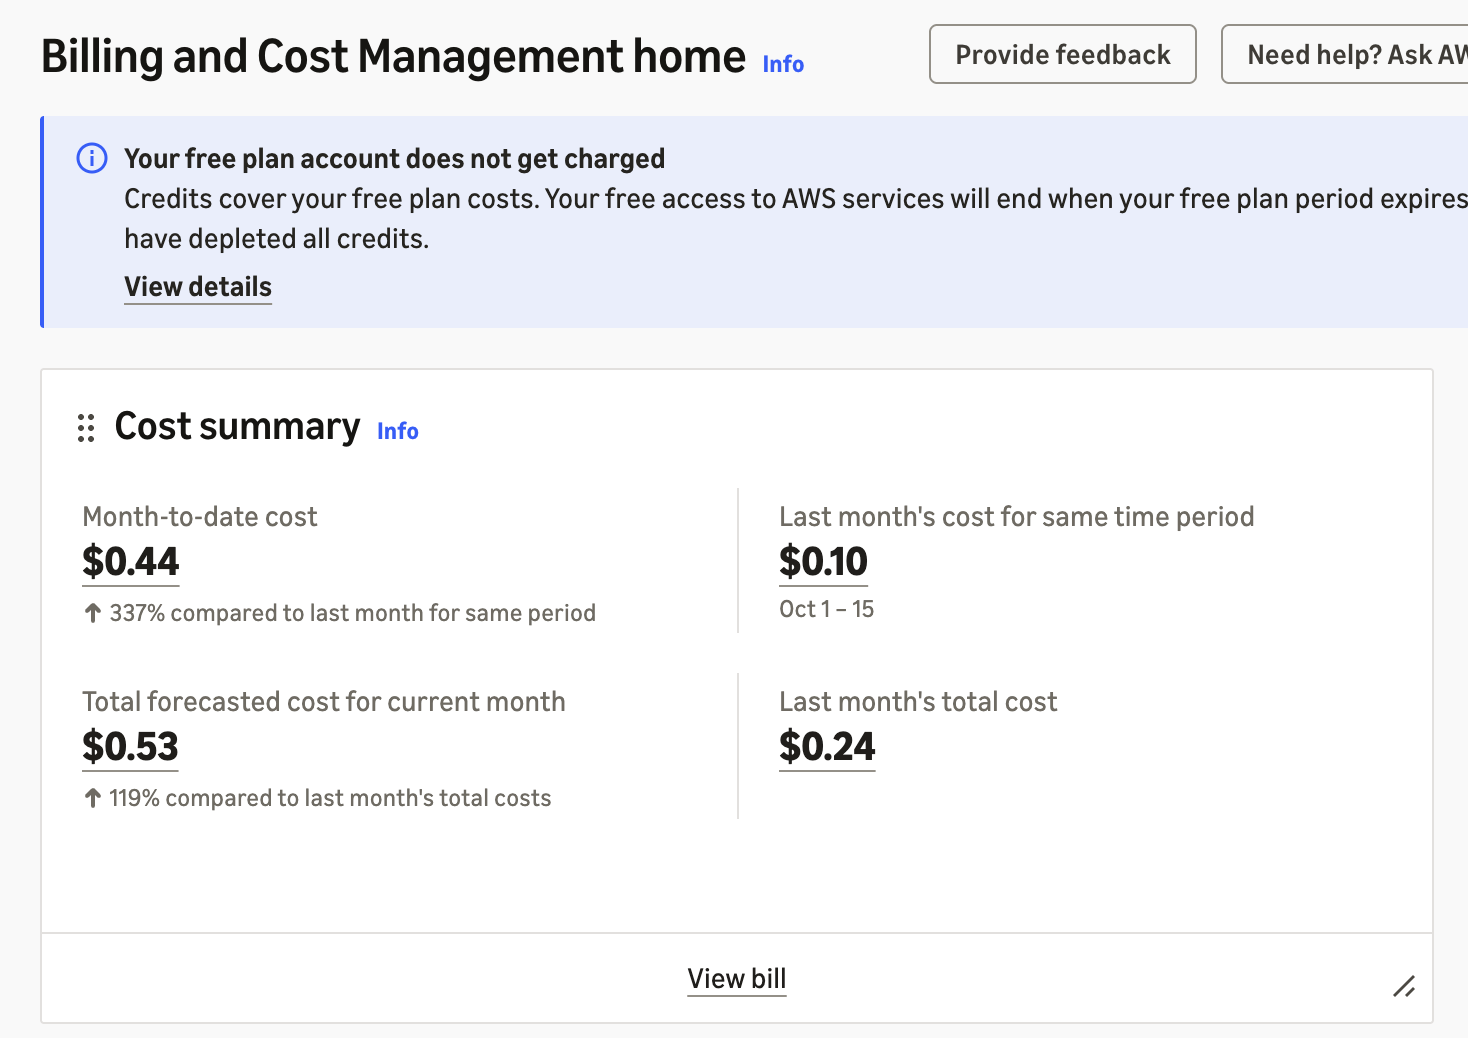 Billing and Cost Management home Info
Provide feedback
Need help? Ask AW
Your free plan account does not get charged
Credits cover your free plan costs. Your free access to AWS services will end when your free plan period expires
have depleted all credits.
View details
Cost summary Info
Month-to-date cost
$0.44
↑ 337% compared to last month for same period
Last month's cost for same time period
$0.10
Oct 1 – 15
Total forecasted cost for current month
$0.53
↑ 119% compared to last month's total costs
Last month's total cost
$0.24
View bill